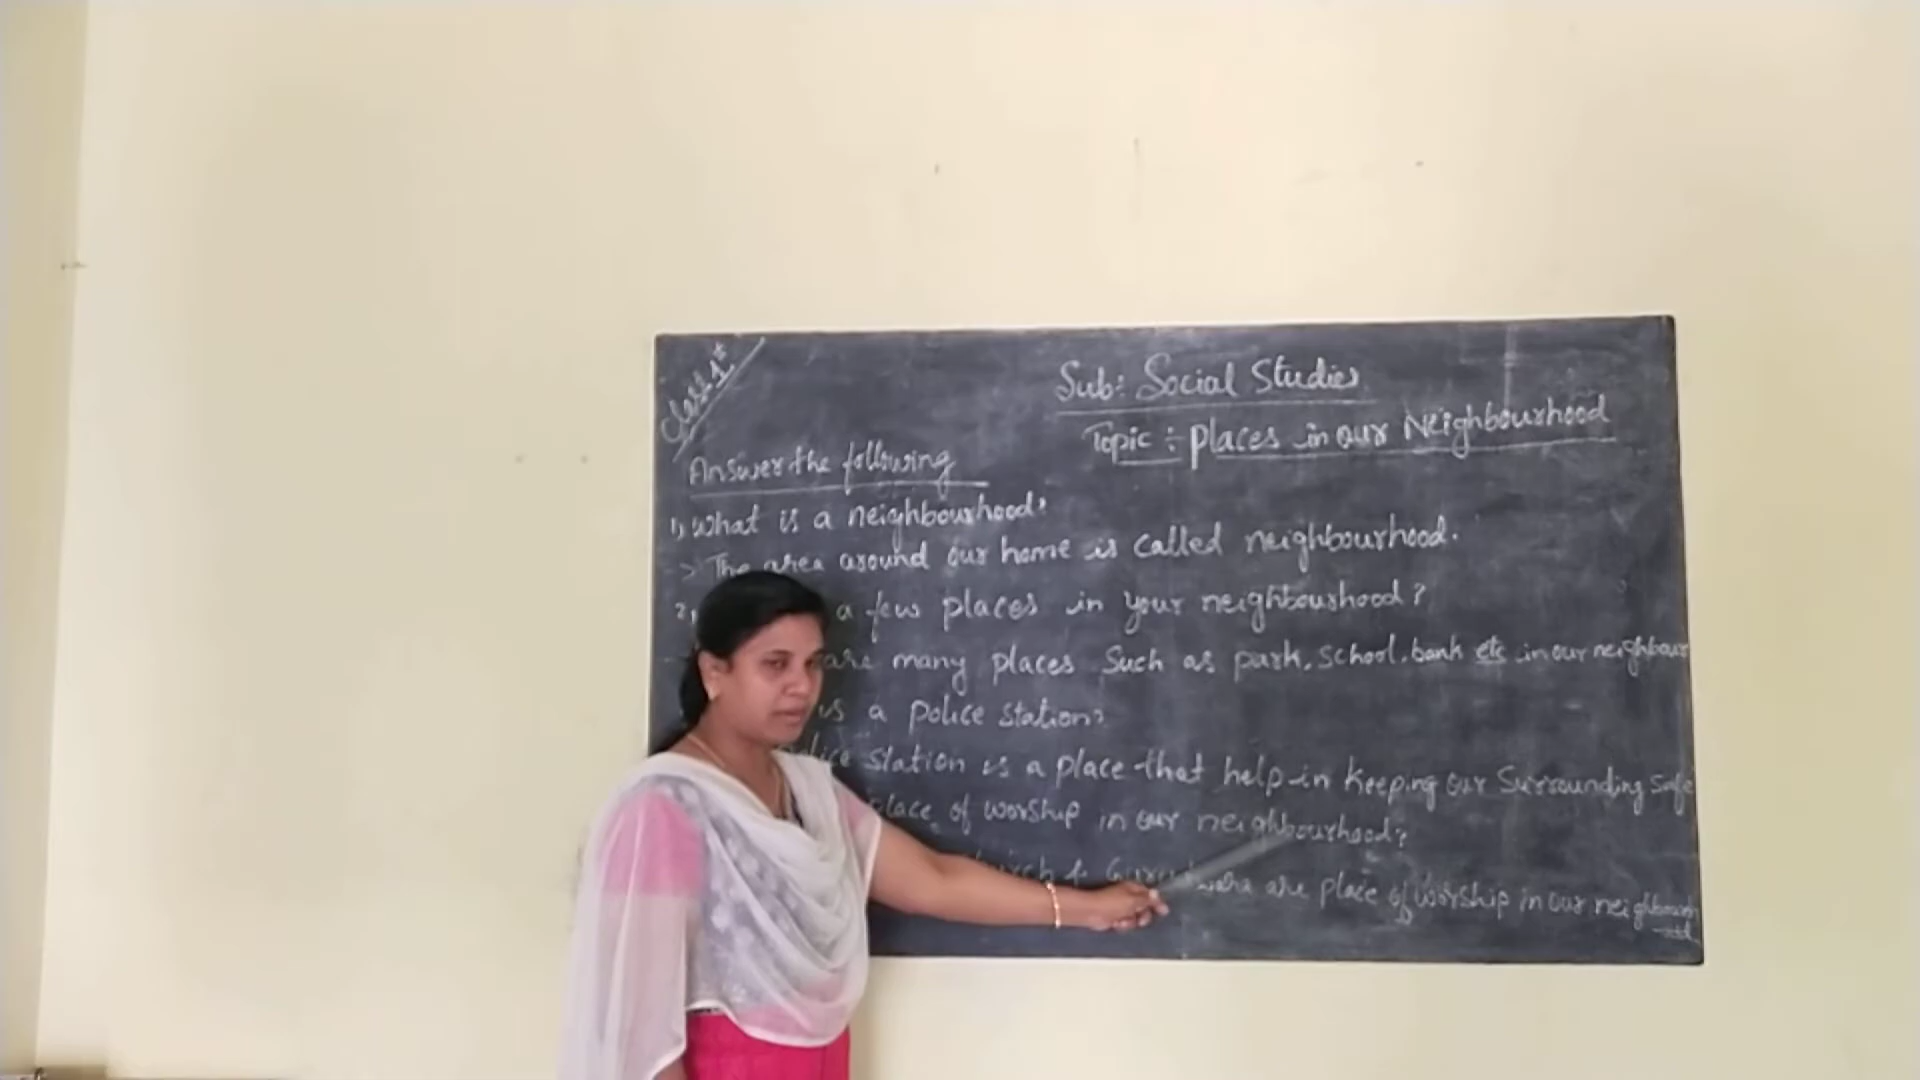 Class 1st
Sub: Social Studies
Topic : Places in our Neighbourhood
Answer the following
1) What is a neighbourhood?
> The area around our home is called neighbourhood.
2) a few places in your neighbourhood?
are many places such as park, school, bank etc in our neighbour
is a police station?
station is a place that help in keeping our surrounding safe
place of worship in our neighbourhood?
& are place of worship in our neighbourh